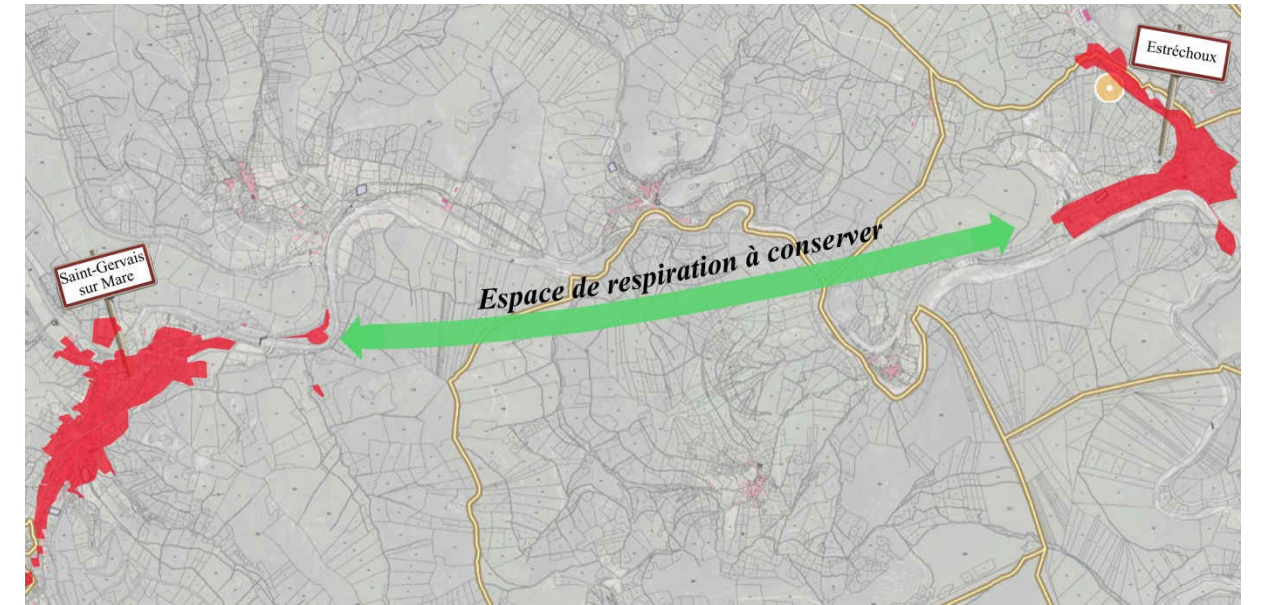 Estréchoux
Espace de respiration à conserver
Saint-Gervais
sur Mare